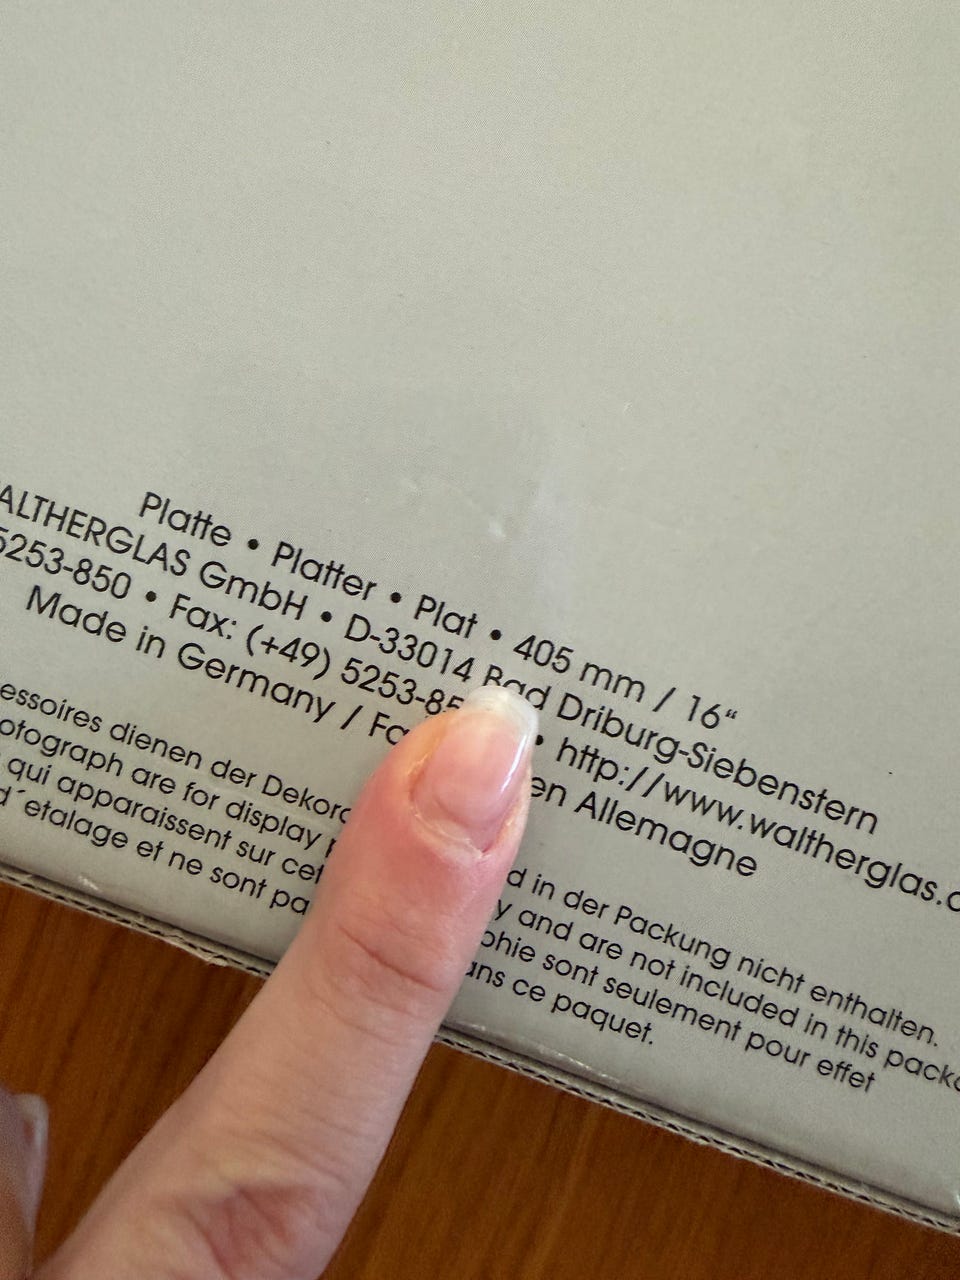 Platte • Platter • Plat • 405 mm / 16“
ALTHERGLAS GmbH • D-33014 Bad Driburg-Siebenstern
5253-850 • Fax: (+49) 5253-85 • http://www.waltherglas.c
Made in Germany / Fa en Allemagne
essoires dienen der Dekora d in der Packung nicht enthalten.
otograph are for display y and are not included in this packa
qui apparaissent sur cet phie sont seulement pour effet
d´etalage et ne sont pa ans ce paquet.